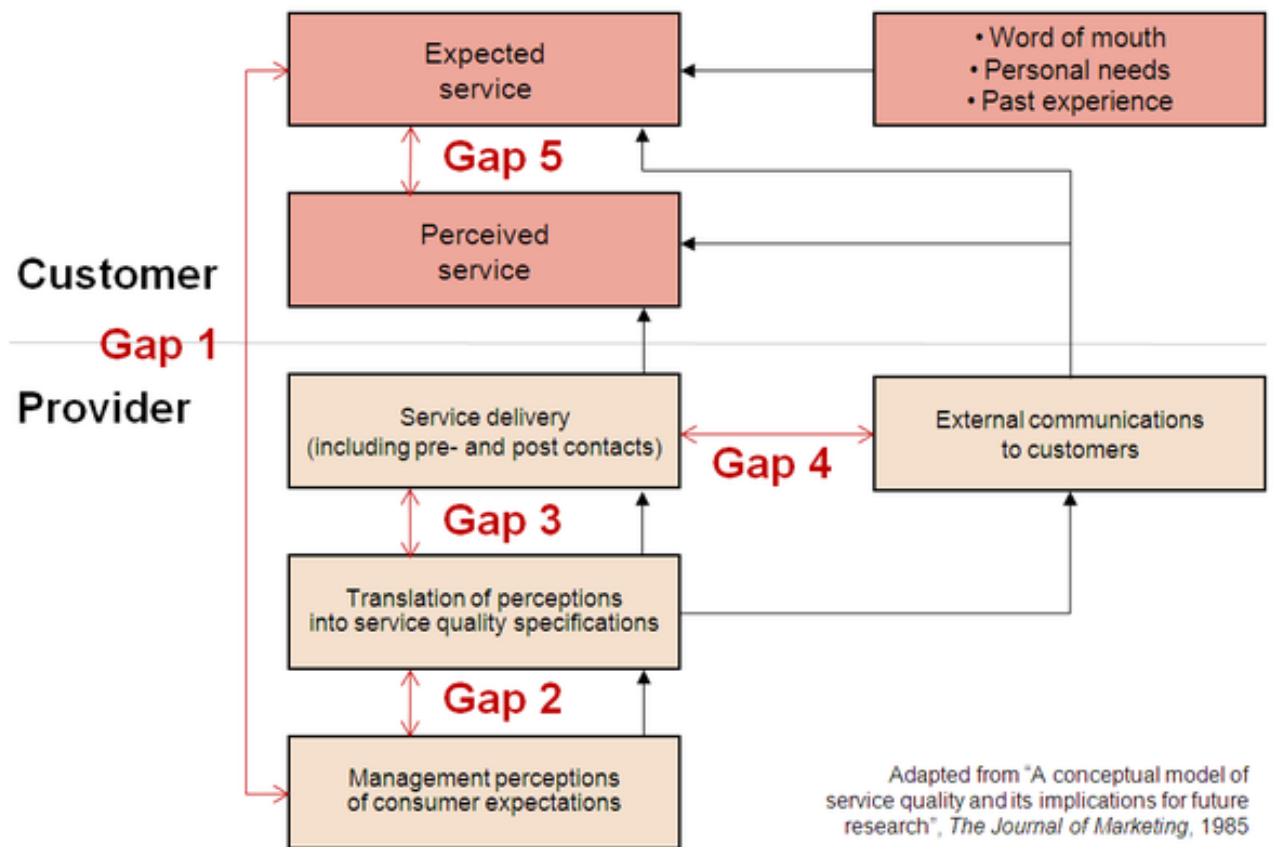 Expected
service
• Word of mouth
• Personal needs
• Past experience
Gap 5
Perceived
service
Customer
Gap 1
Provider
Service delivery
(including pre- and post contacts)
Gap 4
External communications
to customers
Gap 3
Translation of perceptions
into service quality specifications
Gap 2
Management perceptions
of consumer expectations
Adapted from “A conceptual model of
service quality and its implications for future
research”, The Journal of Marketing, 1985